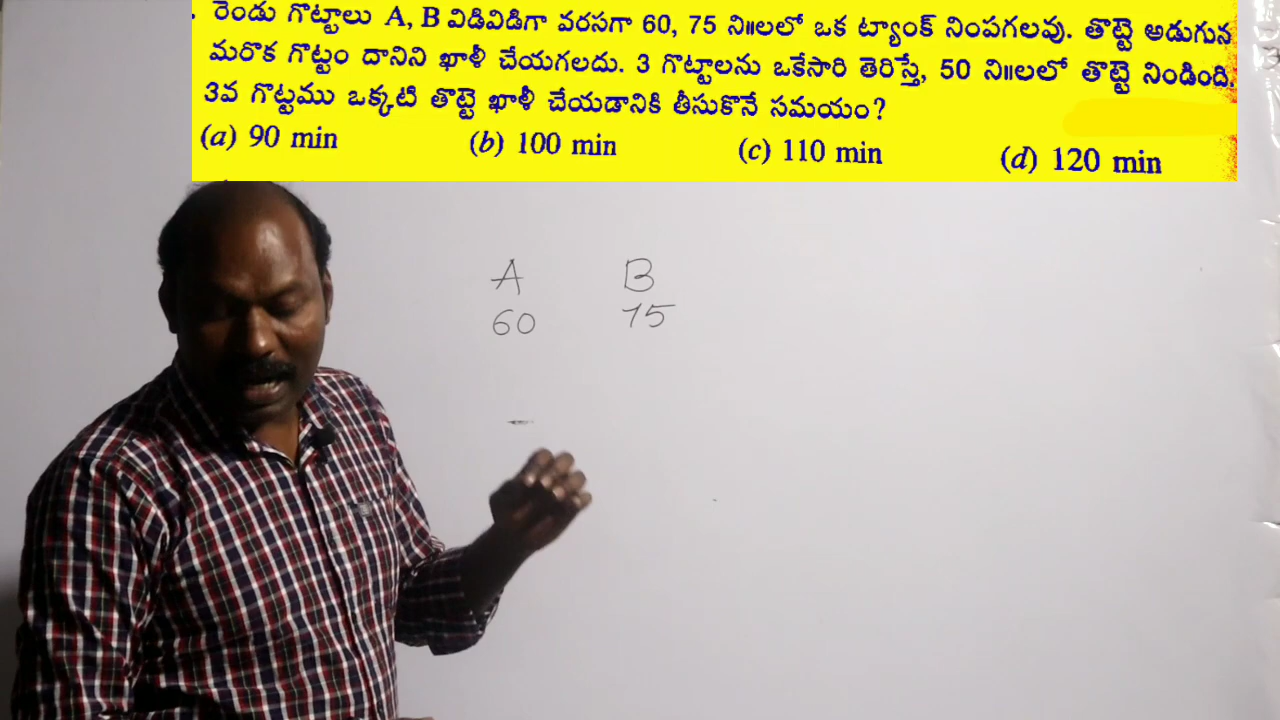 . రెండు గొట్టాలు A, B విడివిడిగా వరసగా 60, 75 ని॥లలో ఒక ట్యాంక్ నింపగలవు. తొట్టె అడుగున
మరొక గొట్టం దానిని ఖాళీ చేయగలదు. 3 గొట్టాలను ఒకేసారి తెరిస్తే, 50 ని॥లలో తొట్టె నిండింది.
3వ గొట్టము ఒక్కటి తొట్టె ఖాళీ చేయడానికి తీసుకొనే సమయం?
(a) 90 min (b) 100 min (c) 110 min (d) 120 min
A B
60 75